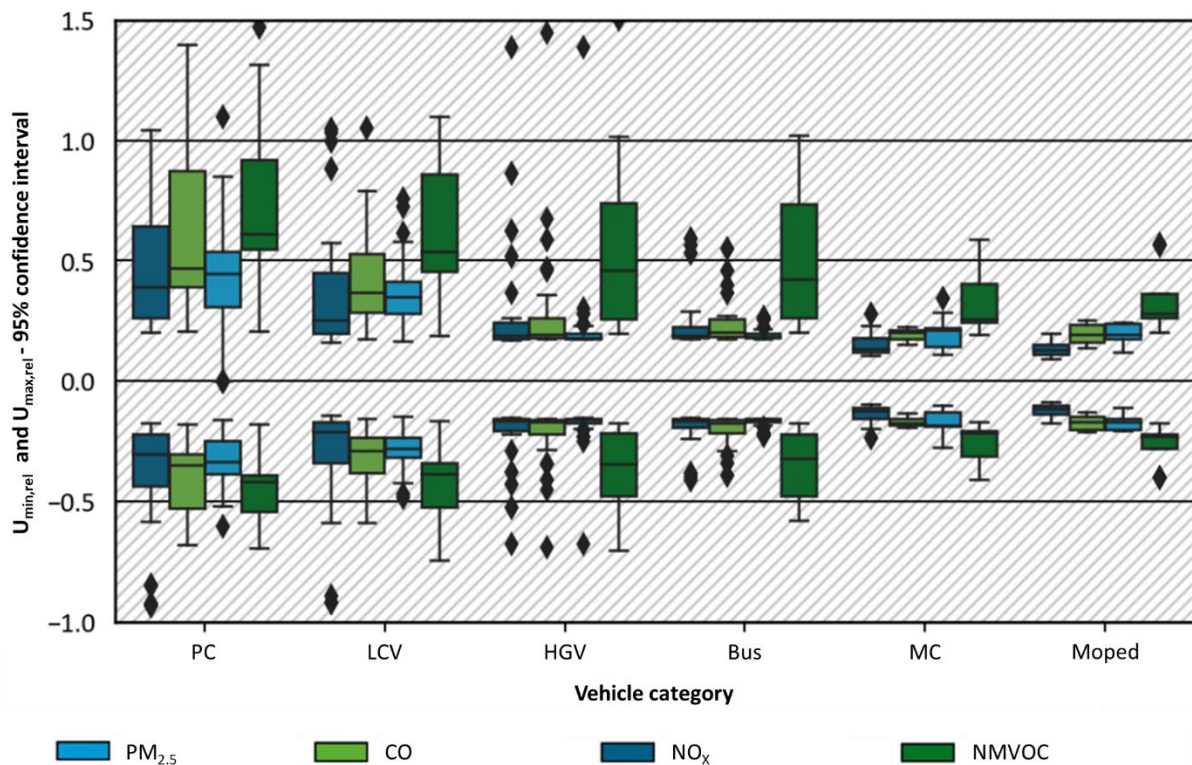 1.5
1.0
0.5
0.0
−0.5
−1.0
Umin,rel and Umax,rel - 95% confidence interval
PC LCV HGV Bus MC Moped
Vehicle category
PM2.5 CO NOX NMVOC